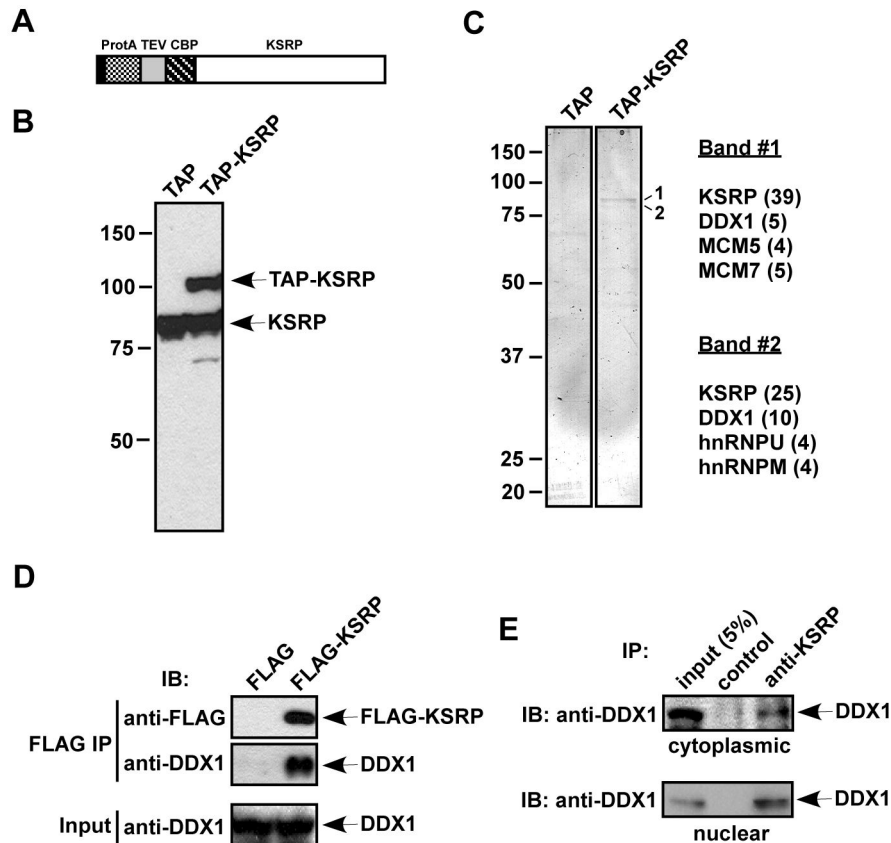 A
ProtA TEV CBP KSRP
B
TAP TAP-KSRP
150
100
75
50
TAP-KSRP
KSRP
C
TAP TAP-KSRP
150
100
75
50
37
25
20
1
2
Band #1
KSRP (39)
DDX1 (5)
MCM5 (4)
MCM7 (5)
Band #2
KSRP (25)
DDX1 (10)
hnRNPU (4)
hnRNPM (4)
D
IB: FLAG FLAG-KSRP
FLAG IP
anti-FLAG FLAG-KSRP
anti-DDX1 DDX1
Input anti-DDX1 DDX1
E
IP: input (5%) control anti-KSRP
IB: anti-DDX1 DDX1
cytoplasmic
IB: anti-DDX1 DDX1
nuclear